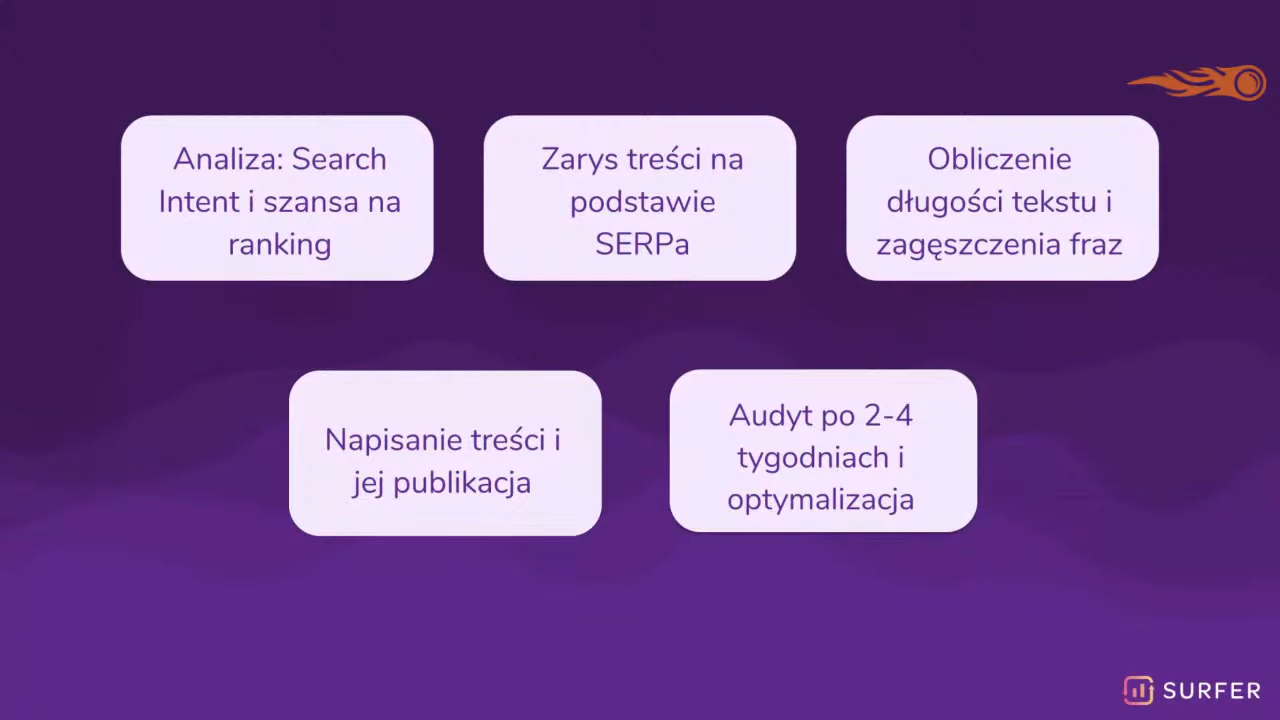 Analiza: Search
Intent i szansa na
ranking
Zarys treści na
podstawie
SERPa
Obliczenie
długości tekstu i
zagęszczenia fraz
Napisanie treści i
jej publikacja
Audyt po 2-4
tygodniach i
optymalizacja
SURFER